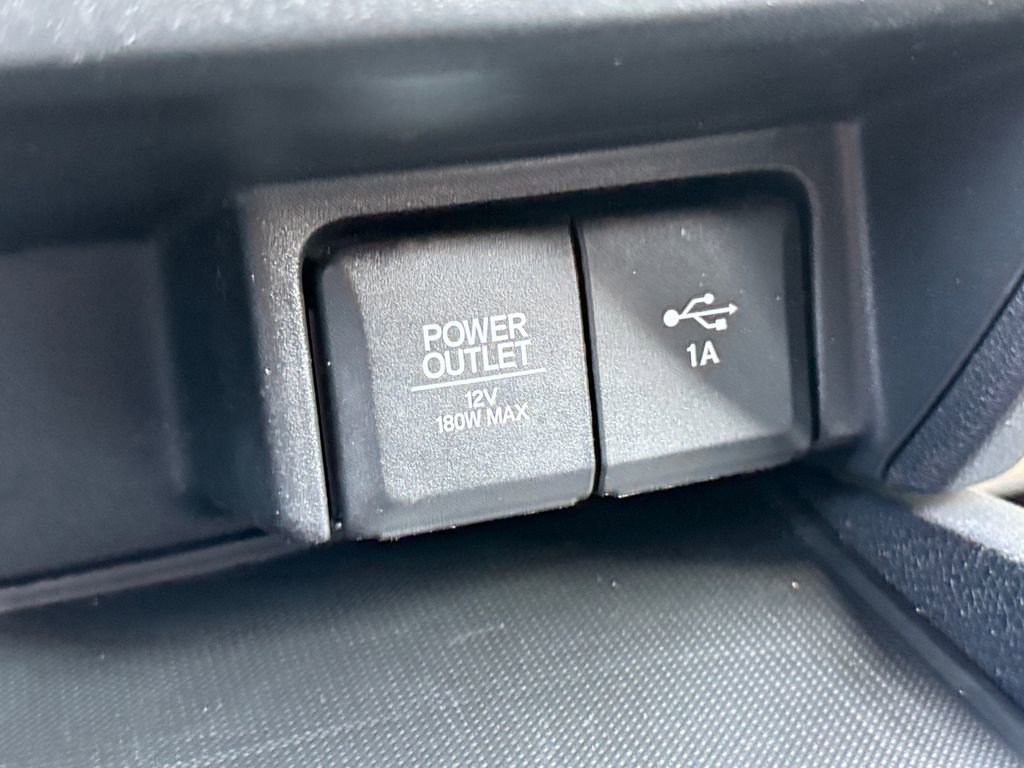 POWER
OUTLET
12V
180W MAX
1A